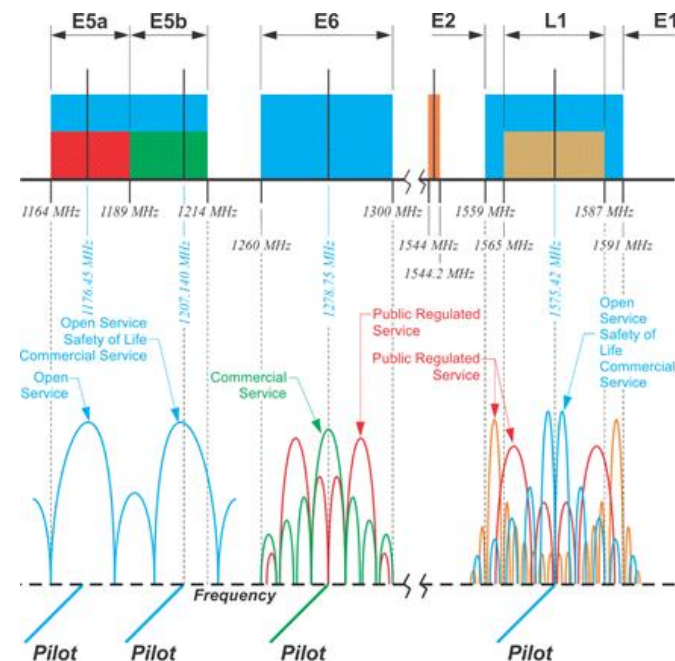 E5a E5b E6 E2 L1 E1
1164 MHz 1189 MHz 1214 MHz 1300 MHz 1559 MHz 1587 MHz
1260 MHz 1544 MHz 1565 MHz 1591 MHz
1544.2 MHz
1176.45 MHz
1207.140 MHz
1278.75 MHz
1575.42 MHz
Open Service
Safety of Life
Commercial Service
Open
Service
Commercial
Service
Public Regulated
Service
Public Regulated
Service
Open
Service
Safety of
Life
Commercial
Service
Frequency
Pilot Pilot Pilot Pilot